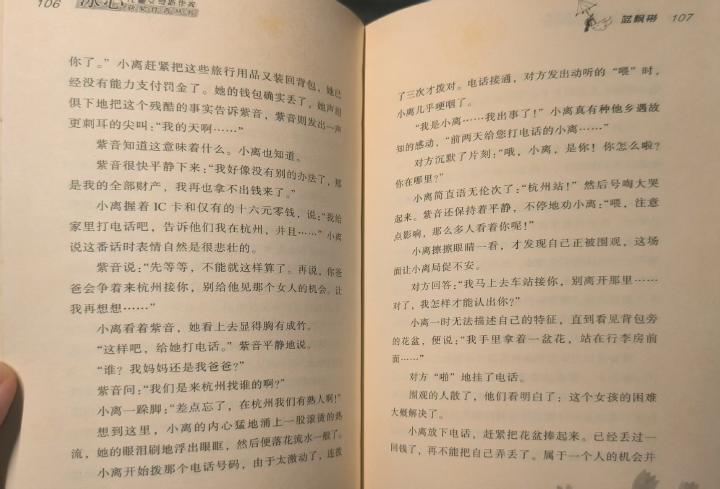 106
你了。”小离赶紧把这些旅行用品又装回背包，她已
经没有能力支付罚金了。她的钱包确实丢了，她声泪
俱下地把这个残酷的事实告诉紫音，紫音则发出一声
更刺耳的尖叫：“我的天啊……”
紫音知道这意味着什么。小离也知道。
紫音很快平静下来：“我好像没有别的办法了，那
是我的全部财产，我再也拿不出钱来了。”
小离握着 IC 卡和仅有的十六元零钱，说：“我给
家里打电话吧，告诉他们我在杭州，并且……”小离
说这番话时表情自然是很悲壮的。
紫音说：“先等等，不能就这样算了。再说，你爸
爸会争着来杭州接你，别给他见那个女人的机会。让
我再想想……”
小离看着紫音，她看上去显得胸有成竹。
“这样吧，给她打电话。”紫音平静地说。
“谁？我妈妈还是我爸爸？”
紫音问：“我们是来杭州找谁的啊？”
小离一跺脚：“差点忘了，在杭州我们有熟人啊！”
想到这里，小离的内心猛地涌上一股滚烫的热
流，她的眼泪刷地浮出眼眶，然后便落花流水一般了。
小离开始拨那个电话号码，由于太激动了，连拨
蓝飘彬 107
了三次才拨对。电话接通，对方发出动听的“喂”时，
小离几乎哽咽了。
“我是小离……我出事了！”小离真有种他乡遇故
知的感动，“前两天给您打电话的小离……”
对方沉默了片刻：“哦，小离，是你！你怎么啦？
你在哪里？”
小离简直语无伦次了：“杭州站！”然后号啕大哭
起来。紫音还保持着平静，不停地劝小离：“喂，注意
点影响，那么多人看着你呢！”
小离擦擦眼睛一看，才发现自己正被围观，这场
面让小离局促不安。
对方回答：“我马上去车站接你，别离开那里……
对了，我怎样才能认出你？”
小离一时无法描述自己的特征，直到看见背包旁
的花盆，便说：“我手里拿着一盆花，站在行李房前
面……”
对方“啪”地挂了电话。
围观的人散了，他们看明白了：这个女孩的困难
大概解决了。
小离放下电话，赶紧把花盆捧起来。已经丢过一
回钱了，再不能把自己弄丢了。属于一个人的机会并